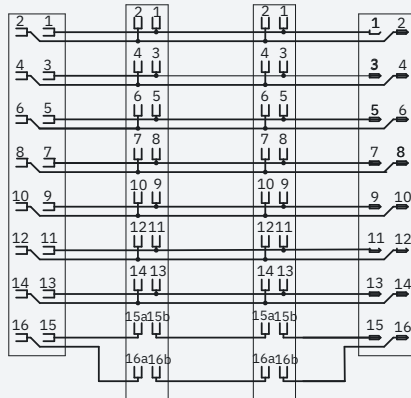 2 1 2 1 2 1 1 2
4 3 4 3 4 3 3 4
6 5 6 5 6 5 5 6
8 7 7 8 7 8 7 8
10 9 10 9 10 9 9 10
12 11 12 11 12 11 11 12
14 13 14 13 14 13 13 14
16 15 15a 15b 15a 15b 15 16
16a 16b 16a 16b